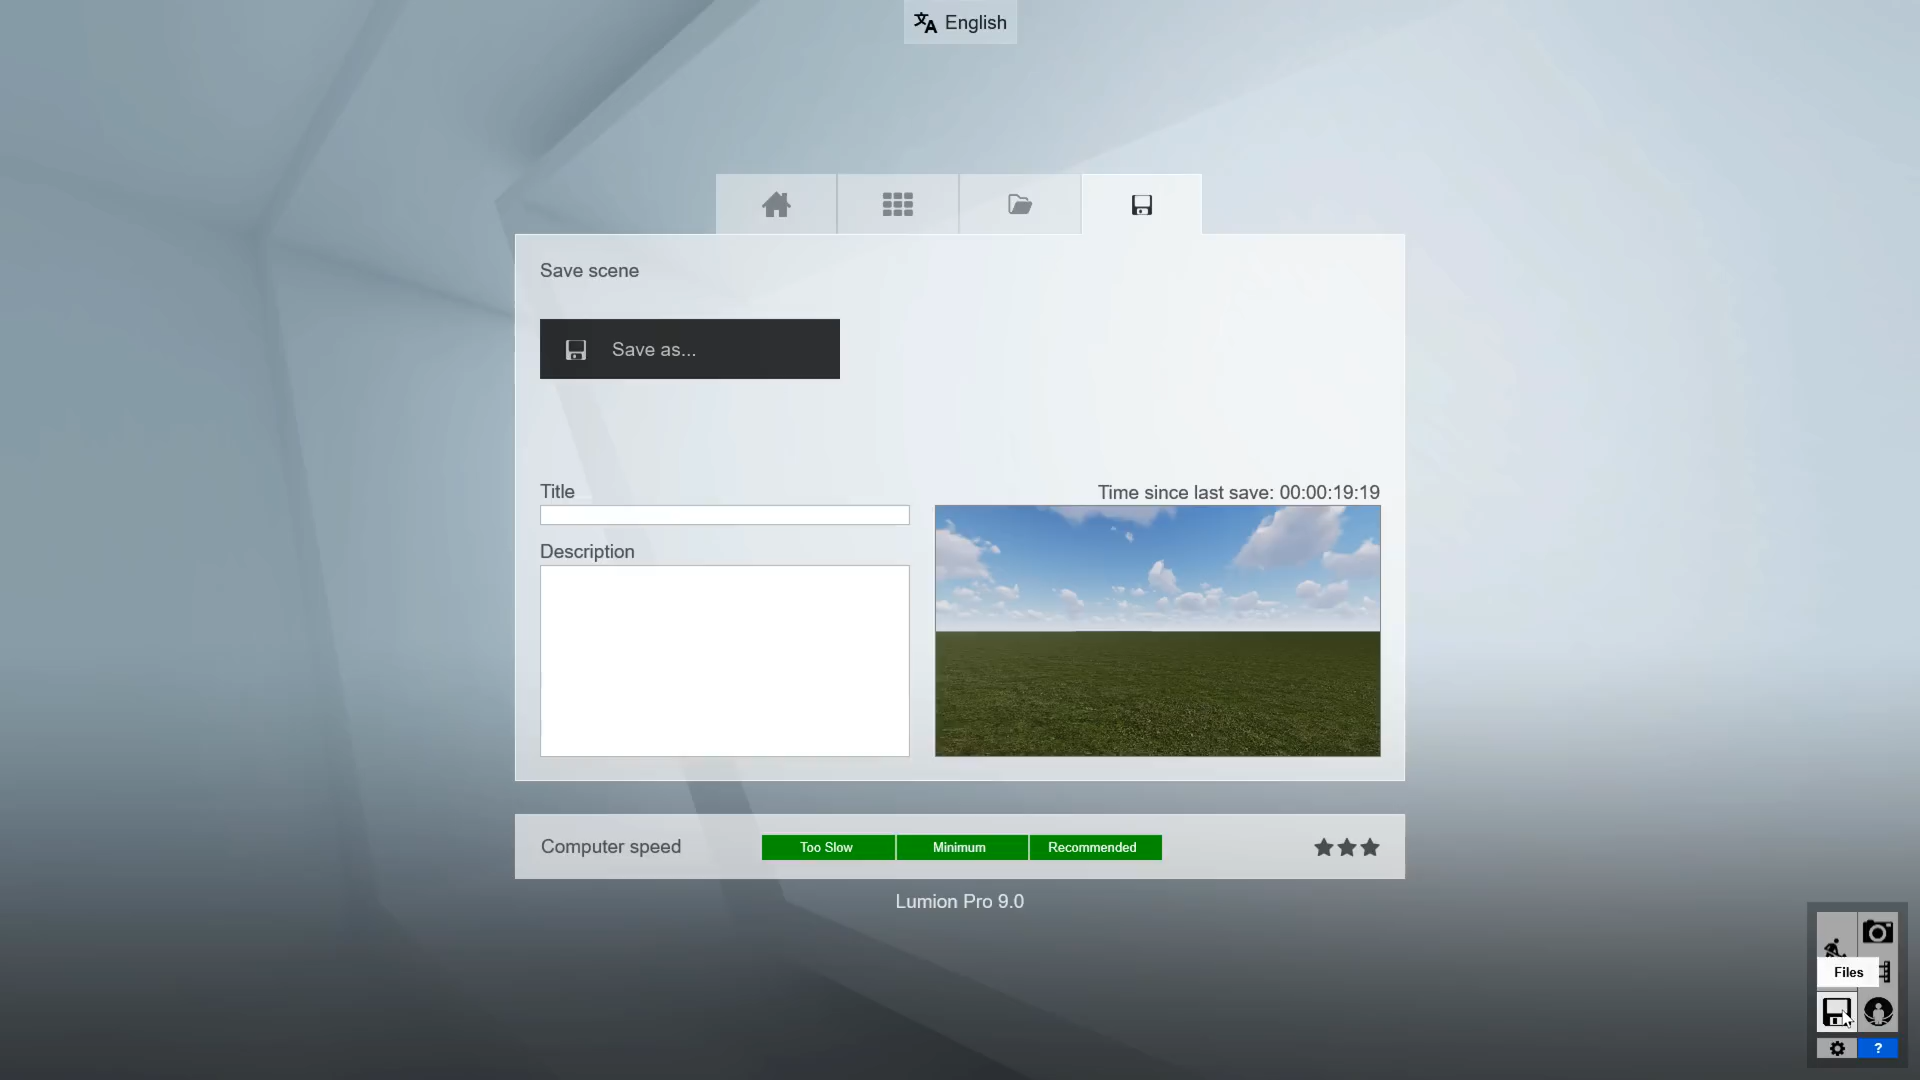 English
Save scene
Save as...
Title
Time since last save: 00:00:19:19
Description
Computer speed
Too Slow
Minimum
Recommended
Lumion Pro 9.0
Files
?